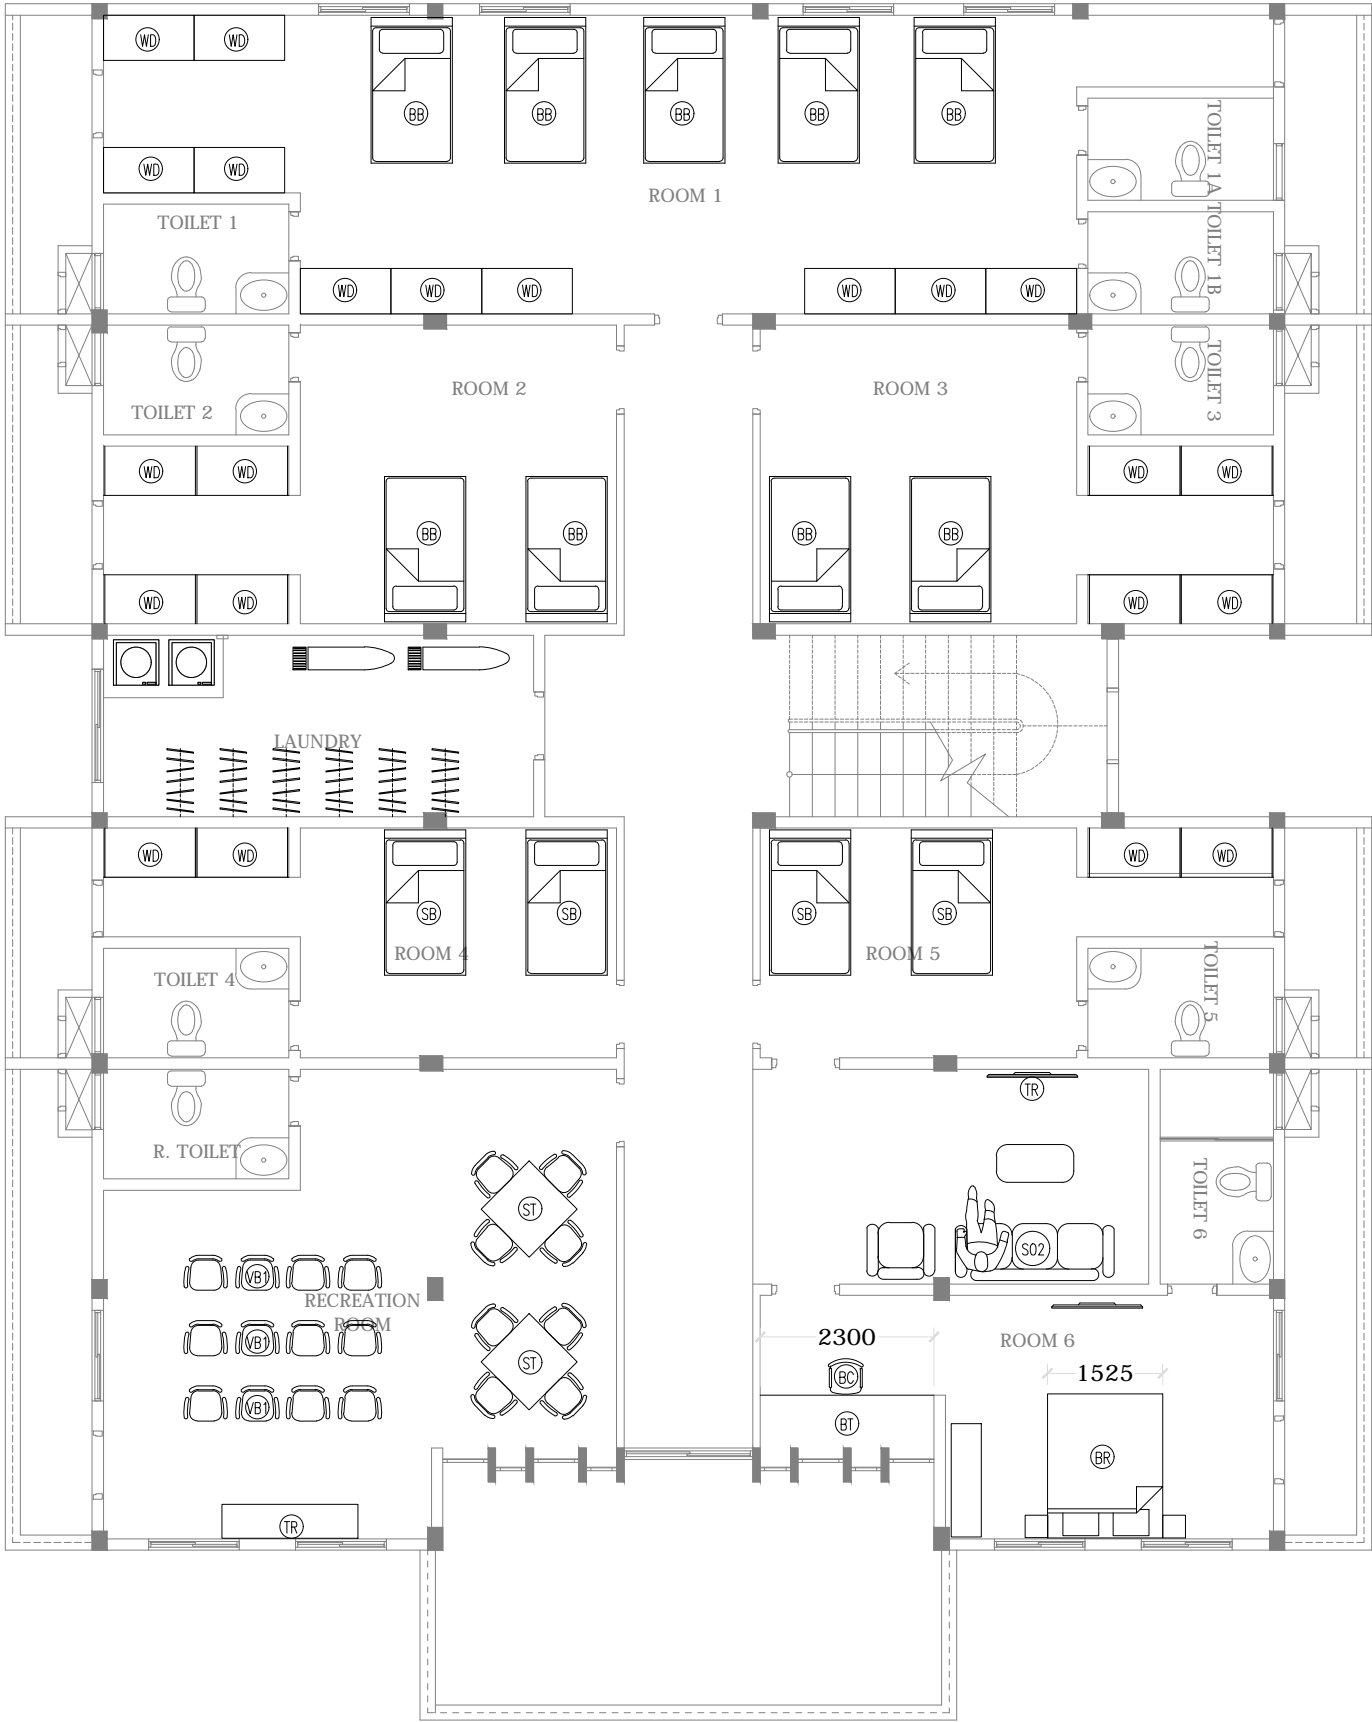 WD WD
BB BB BB BB BB
WD WD
TOILET 1A
ROOM 1
TOILET 1
TOILET 1B
WD WD WD WD WD WD
ROOM 2
ROOM 3
TOILET 3
TOILET 2
WD WD WD WD
BB BB BB BB
WD WD WD WD
LAUNDRY
WD WD WD WD
SB SB SB SB
ROOM 4
ROOM 5
TOILET 4
TOILET 5
TR
R. TOILET
TOILET 6
ST
SO2
VB1
RECREATION
ROOM
VB1
2300
ROOM 6
ST
1525
BC
VB1
BT
BR
TR